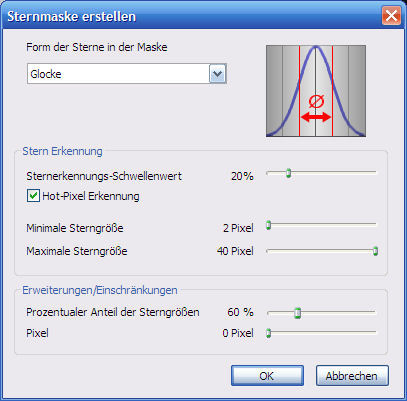 Sternmaske erstellen
Form der Sterne in der Maske
Glocke
Ø
Stern Erkennung
Sternerkennungs-Schwellenwert 20%
Hot-Pixel Erkennung
Minimale Sterngröße 2 Pixel
Maximale Sterngröße 40 Pixel
Erweiterungen/Einschränkungen
Prozentualer Anteil der Sterngrößen 60 %
Pixel 0 Pixel
OK Abbrechen